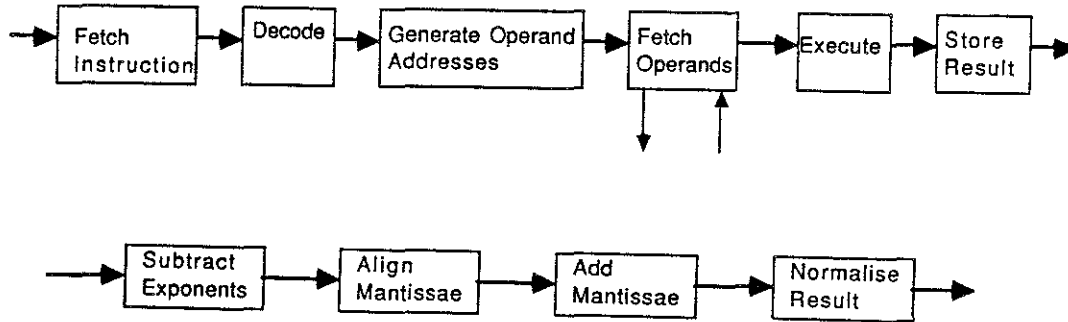 Fetch
Instruction
Decode
Generate Operand
Addresses
Fetch
Operands
Execute
Store
Result
Subtract
Exponents
Align
Mantissae
Add
Mantissae
Normalise
Result